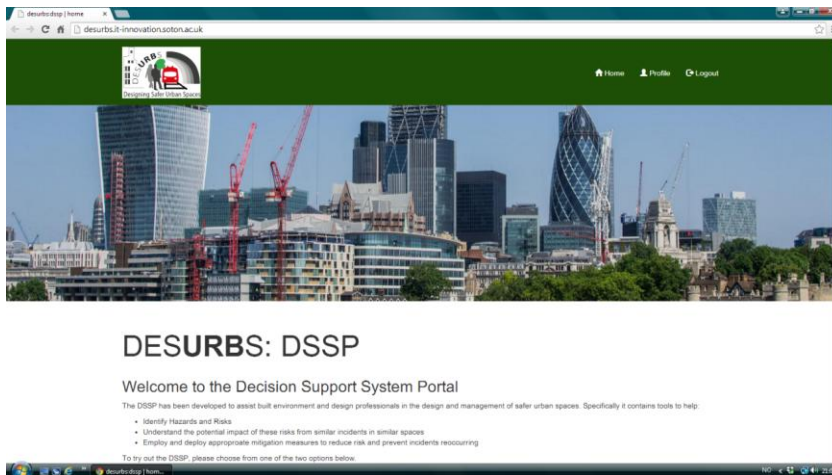 desurbs:dssp | home
desurbs.it-innovation.soton.ac.uk
DESURBS
Designing Safer Urban Spaces
Home Profile Logout
DESURBS: DSSP
Welcome to the Decision Support System Portal
The DSSP has been developed to assist built environment and design professionals in the design and management of safer urban spaces. Specifically it contains tools to help:
Identify Hazards and Risks
Understand the potential impact of these risks from similar incidents in similar spaces
Employ and deploy approproate mitigation measures to reduce risk and prevent incidents reoccurring
To try out the DSSP, please choose from one of the two options below.
desurbs:dssp | hom...
NO